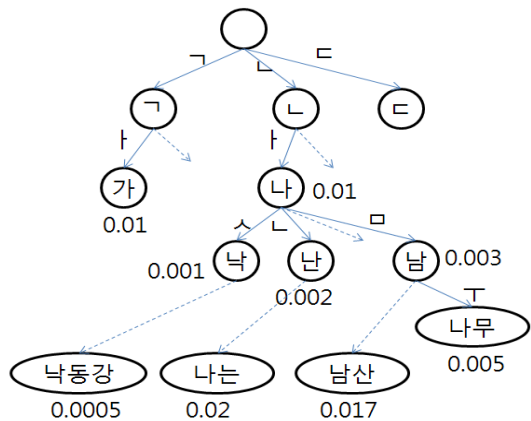 ㄱ ㄴ ㄷ
ㄱ ㄴ ㄷ
ㅏ ㅏ
가 나 0.01
0.01
ㅅ ㄴ ㅁ
낙 난 남 0.003
0.001
0.002
ㅜ
나무
0.005
낙동강 나는 남산
0.0005 0.02 0.017